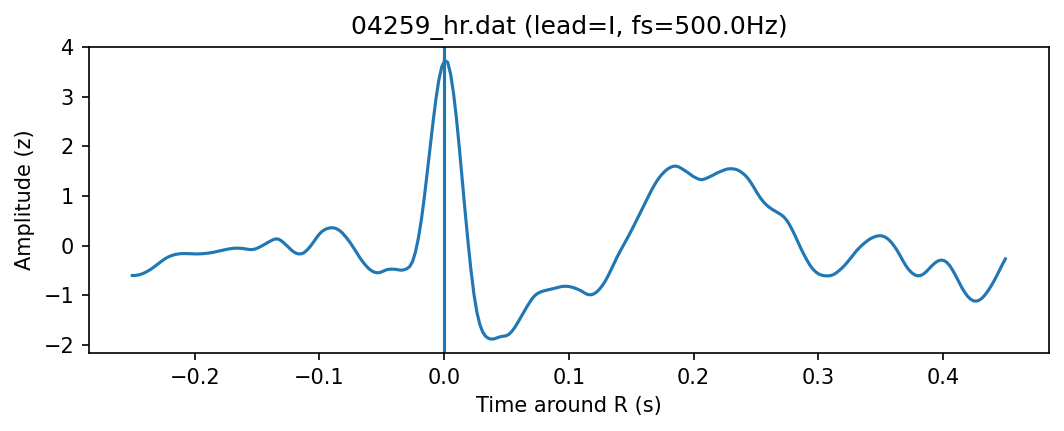 04259_hr.dat (lead=I, fs=500.0Hz)
Amplitude (z)
4
3
2
1
0
−1
−2
−0.2 −0.1 0.0 0.1 0.2 0.3 0.4
Time around R (s)